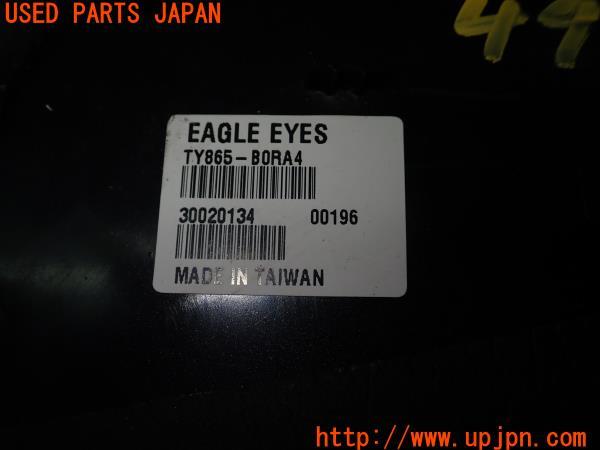 USED PARTS JAPAN
EAGLE EYES
TY865-B0RA4
30020134 00196
MADE IN TAIWAN
http://www.upjpn.com/